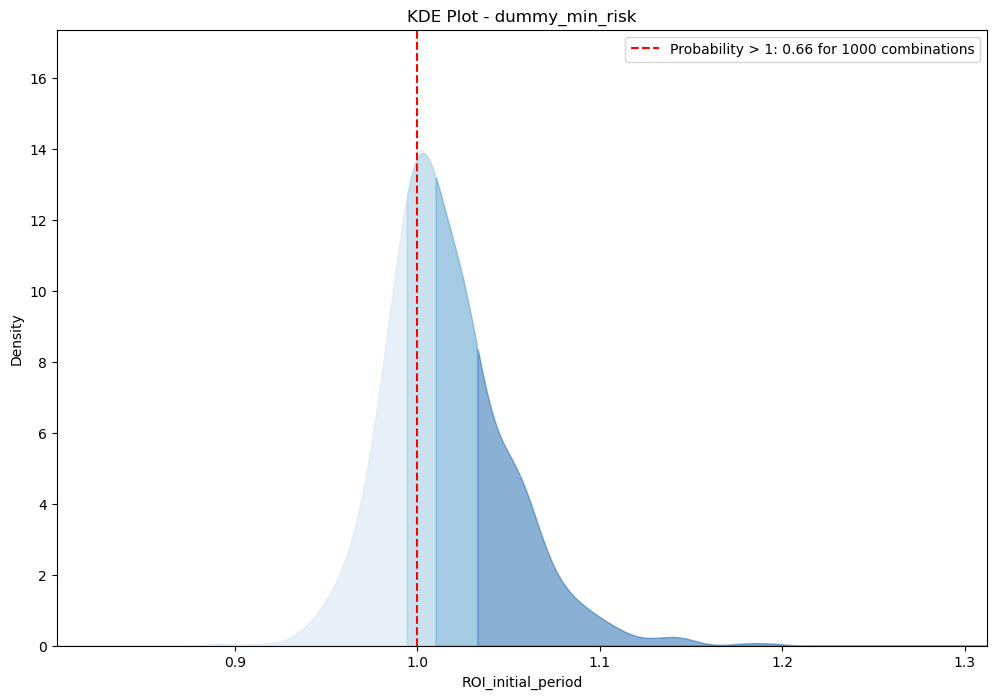 KDE Plot - dummy_min_risk
Probability > 1: 0.66 for 1000 combinations
Density
16
14
12
10
8
6
4
2
0
0.9 1.0 1.1 1.2 1.3
ROI_initial_period